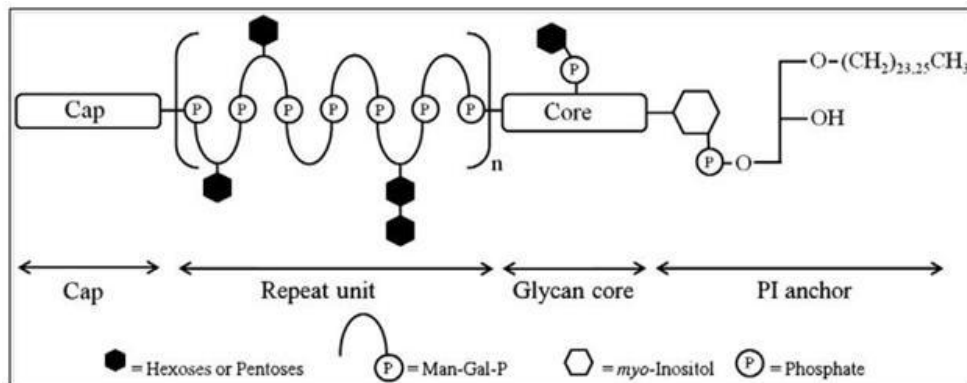 O-(CH₂)₂₃,₂₅CH₃
P
Cap
P P P P P P P
n
Core
OH
P
O
Cap
Repeat unit
Glycan core
PI anchor
= Hexoses or Pentoses
P = Man-Gal-P
= myo-Inositol
P = Phosphate